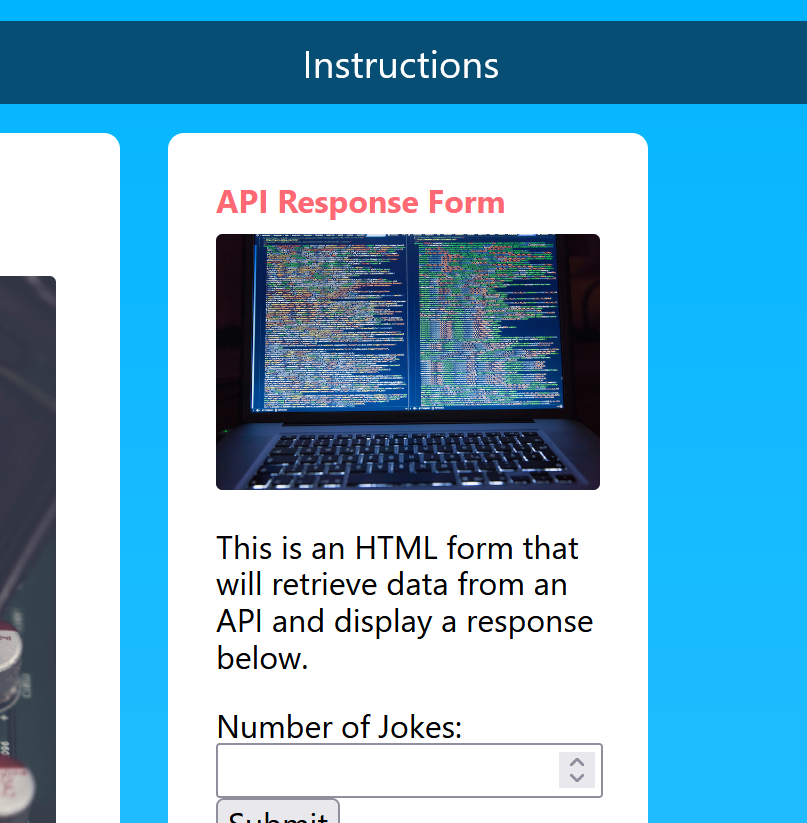 Instructions
API Response Form
This is an HTML form that
will retrieve data from an
API and display a response
below.
Number of Jokes:
Submit